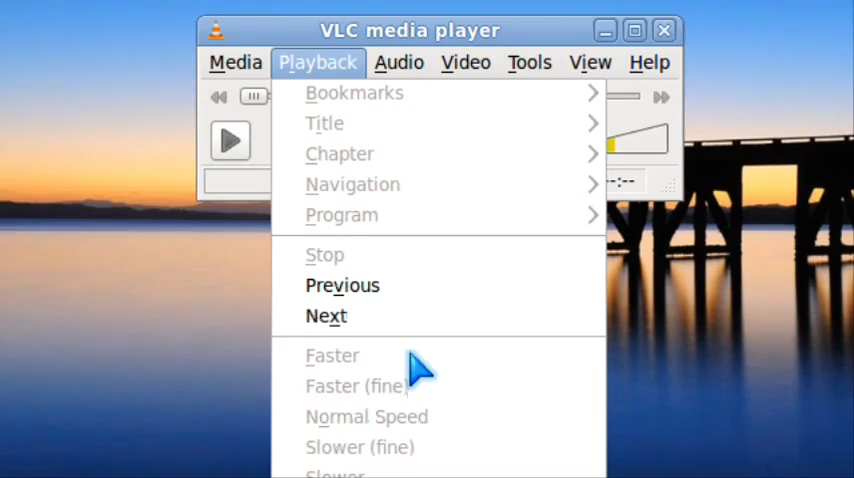 VLC media player
Media Playback Audio Video Tools View Help
Bookmarks
Title
Chapter
Navigation
--:--
Program
Stop
Previous
Next
Faster
Faster (fine)
Normal Speed
Slower (fine)
Slower